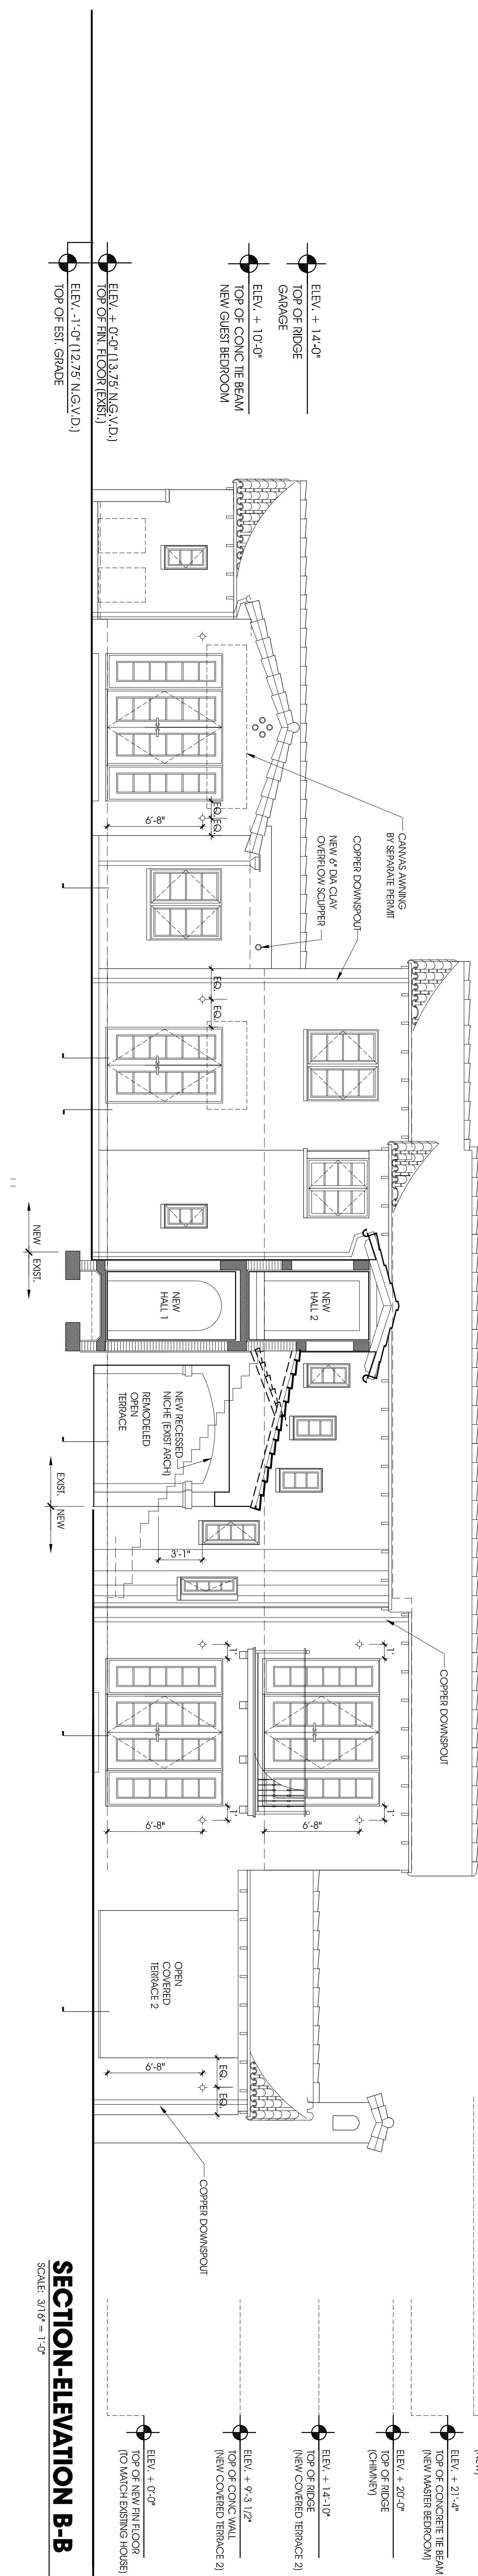 ELEV. + 14'-0"
TOP OF RIDGE
GARAGE
ELEV. + 10'-0"
TOP OF CONC TIE BEAM
NEW GUEST BEDROOM
ELEV. + 0'-0" (13.75' N.G.V.D.)
TOP OF FIN. FLOOR (EXIST.)
ELEV. -1'-0" (12.75' N.G.V.D.)
TOP OF EST. GRADE
CANVAS AWNING
BY SEPARATE PERMIT
COPPER DOWNSPOUT
NEW 6" DIA CLAY
OVERFLOW SCUPPER
6'-8"
EQ.
EQ.
EQ.
EQ.
NEW
EXIST.
NEW
HALL 1
NEW
HALL 2
NEW RECESSED
NICHE (EXIST ARCH)
REMODELED
OPEN
TERRACE
EXIST.
NEW
3'-1"
COPPER DOWNSPOUT
1'
1'
1'
1'
6'-8"
6'-8"
OPEN
COVERED
TERRACE 2
6'-8"
EQ.
EQ.
COPPER DOWNSPOUT
ELEV. + 21'-4"
TOP OF CONCRETE TIE BEAM
(NEW MASTER BEDROOM)
ELEV. + 20'-0"
TOP OF RIDGE
(CHIMNEY)
ELEV. + 14'-10"
TOP OF RIDGE
(NEW COVERED TERRACE 2)
ELEV. + 9'-3 1/2"
TOP OF CONC WALL
(NEW COVERED TERRACE 2)
ELEV. + 0'-0"
TOP OF NEW FIN FLOOR
(TO MATCH EXISTING HOUSE)
SECTION-ELEVATION B-B
SCALE: 3/16" = 1'-0"